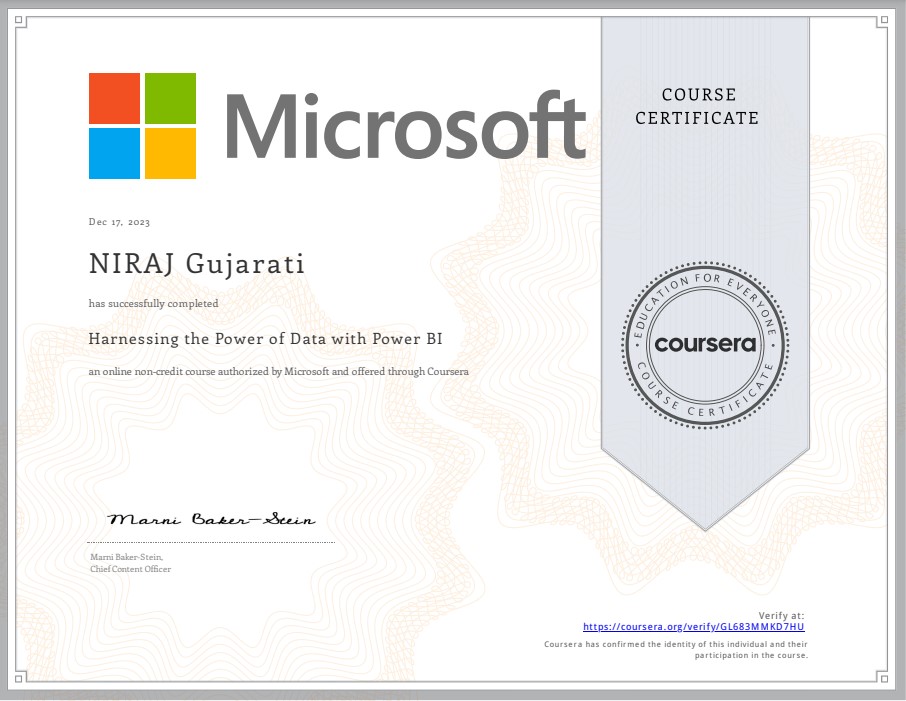 Microsoft
COURSE
CERTIFICATE
Dec 17, 2023
NIRAJ Gujarati
has successfully completed
Harnessing the Power of Data with Power BI
an online non-credit course authorized by Microsoft and offered through Coursera
EDUCATION FOR EVERYONE
coursera
COURSE CERTIFICATE
Marni Baker-Stein
Marni Baker-Stein,
Chief Content Officer
Verify at:
https://coursera.org/verify/GL683MMKD7HU
Coursera has confirmed the identity of this individual and their
participation in the course.